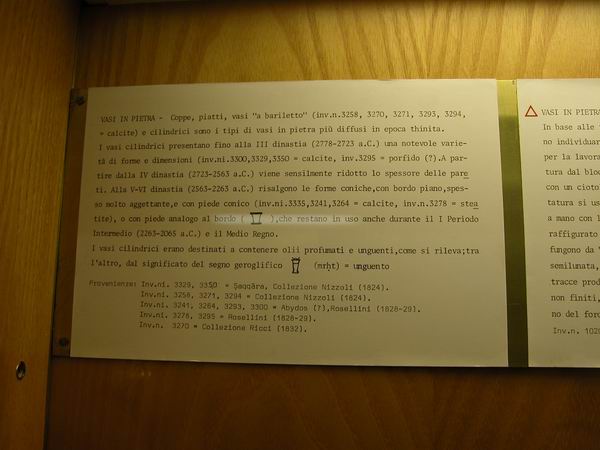 VASI IN PIETRA - Coppe, piatti, vasi "a bariletto" (inv.n.3258, 3270, 3271, 3293, 3294,
= calcite) e cilindrici sono i tipi di vasi in pietra più diffusi in epoca thinita.
I vasi cilindrici presentano fino alla III dinastia (2778-2723 a.C.) una notevole varie-
tà di forme e dimensioni (inv.ni.3300,3329,3350 = calcite, inv.3295 = porfido (?).A par-
tire dalla IV dinastia (2723-2563 a.C.) viene sensilmente ridotto lo spessore delle pare
ti. Alla V-VI dinastia (2563-2263 a.C.) risalgono le forme coniche,con bordo piano,spes-
so molto aggettante,e con piede conico (inv.ni.3335,3241,3264 = calcite, inv.n.3278 = stea
tite), o con piede analogo al bordo ( ),che restano in uso anche durante il I Periodo
Intermedio (2263-2065 a.C.) e il Medio Regno.
I vasi cilindrici erano destinati a contenere olii profumati e unguenti,come si rileva;tra
l'altro, dal significato del segno geroglifico (mrḥt) = unguento
Provenienze: Inv.ni. 3329, 3350 = Saqqâra, Collezione Nizzoli (1824).
Inv.ni. 3258, 3271, 3294 = Collezione Nizzoli (1824).
Inv.ni. 3241, 3264, 3293, 3300 = Abydos (?),Rosellini (1828-29).
Inv.ni. 3278, 3295 = Rosellini (1828-29).
Inv.n. 3270 = Collezione Ricci (1832).
VASI IN PIETRA
In base alle
no individuar
per la lavora
tura dal bloc
con un cioto
tatura si us
a mano con l
raffigurato
fungono da
semilunata,
tracce prod
non finiti,
no del foro
Inv.n. 102